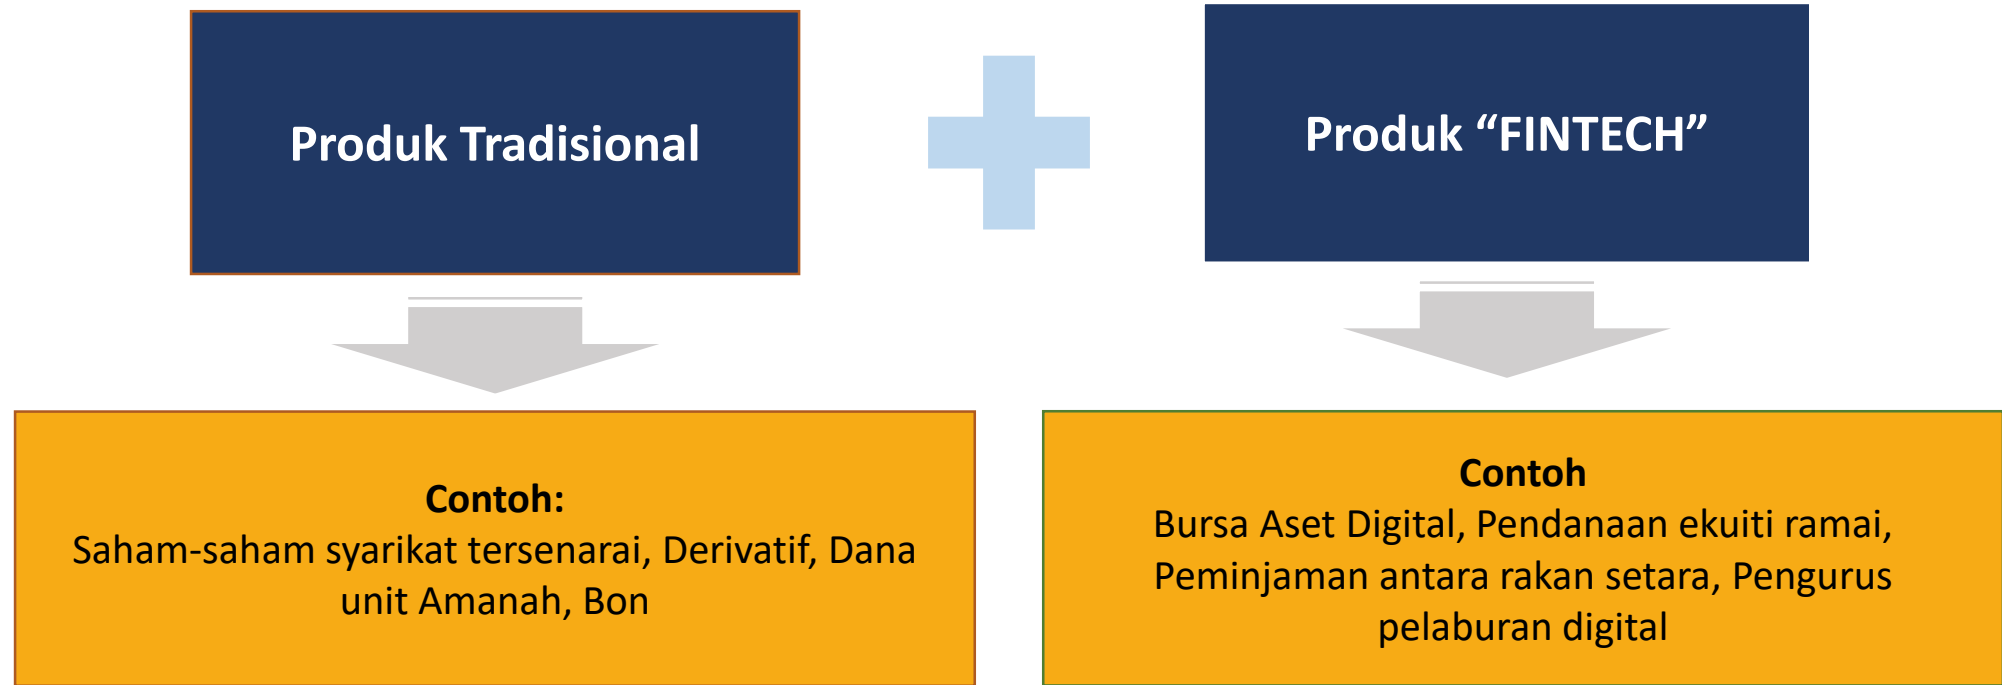 Produk Tradisional
Produk “FINTECH”
Contoh:
Saham-saham syarikat tersenarai, Derivatif, Dana
unit Amanah, Bon
Contoh
Bursa Aset Digital, Pendanaan ekuiti ramai,
Peminjaman antara rakan setara, Pengurus
pelaburan digital